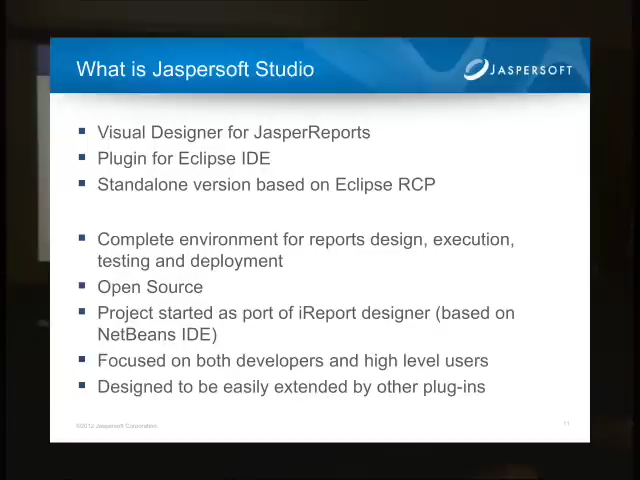 What is Jaspersoft Studio
JASPERSOFT
Visual Designer for JasperReports
Plugin for Eclipse IDE
Standalone version based on Eclipse RCP
Complete environment for reports design, execution,
testing and deployment
Open Source
Project started as port of iReport designer (based on
NetBeans IDE)
Focused on both developers and high level users
Designed to be easily extended by other plug-ins
©2012 Jaspersoft Corporation
11